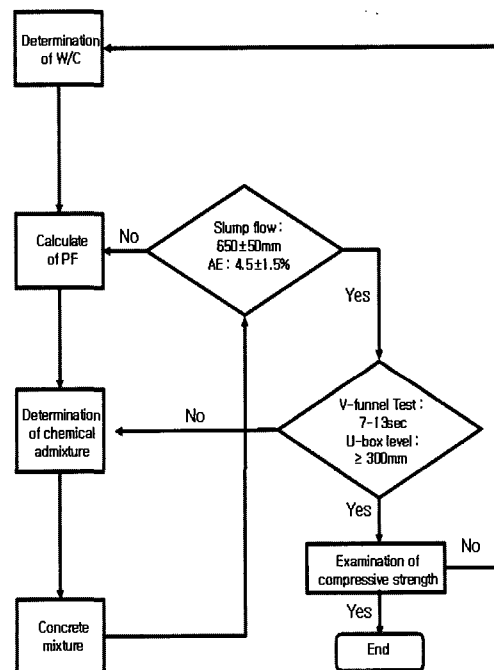 Determination
of W/C
Slump flow :
650±50mm
AE : 4.5±1.5%
No
Calculate
of PF
Yes
V-funnel Test :
7-13sec
U-box level :
≥ 300mm
No
Determination
of chemical
admixture
Yes
Examination of
compressive strength
No
Yes
Concrete
mixture
End